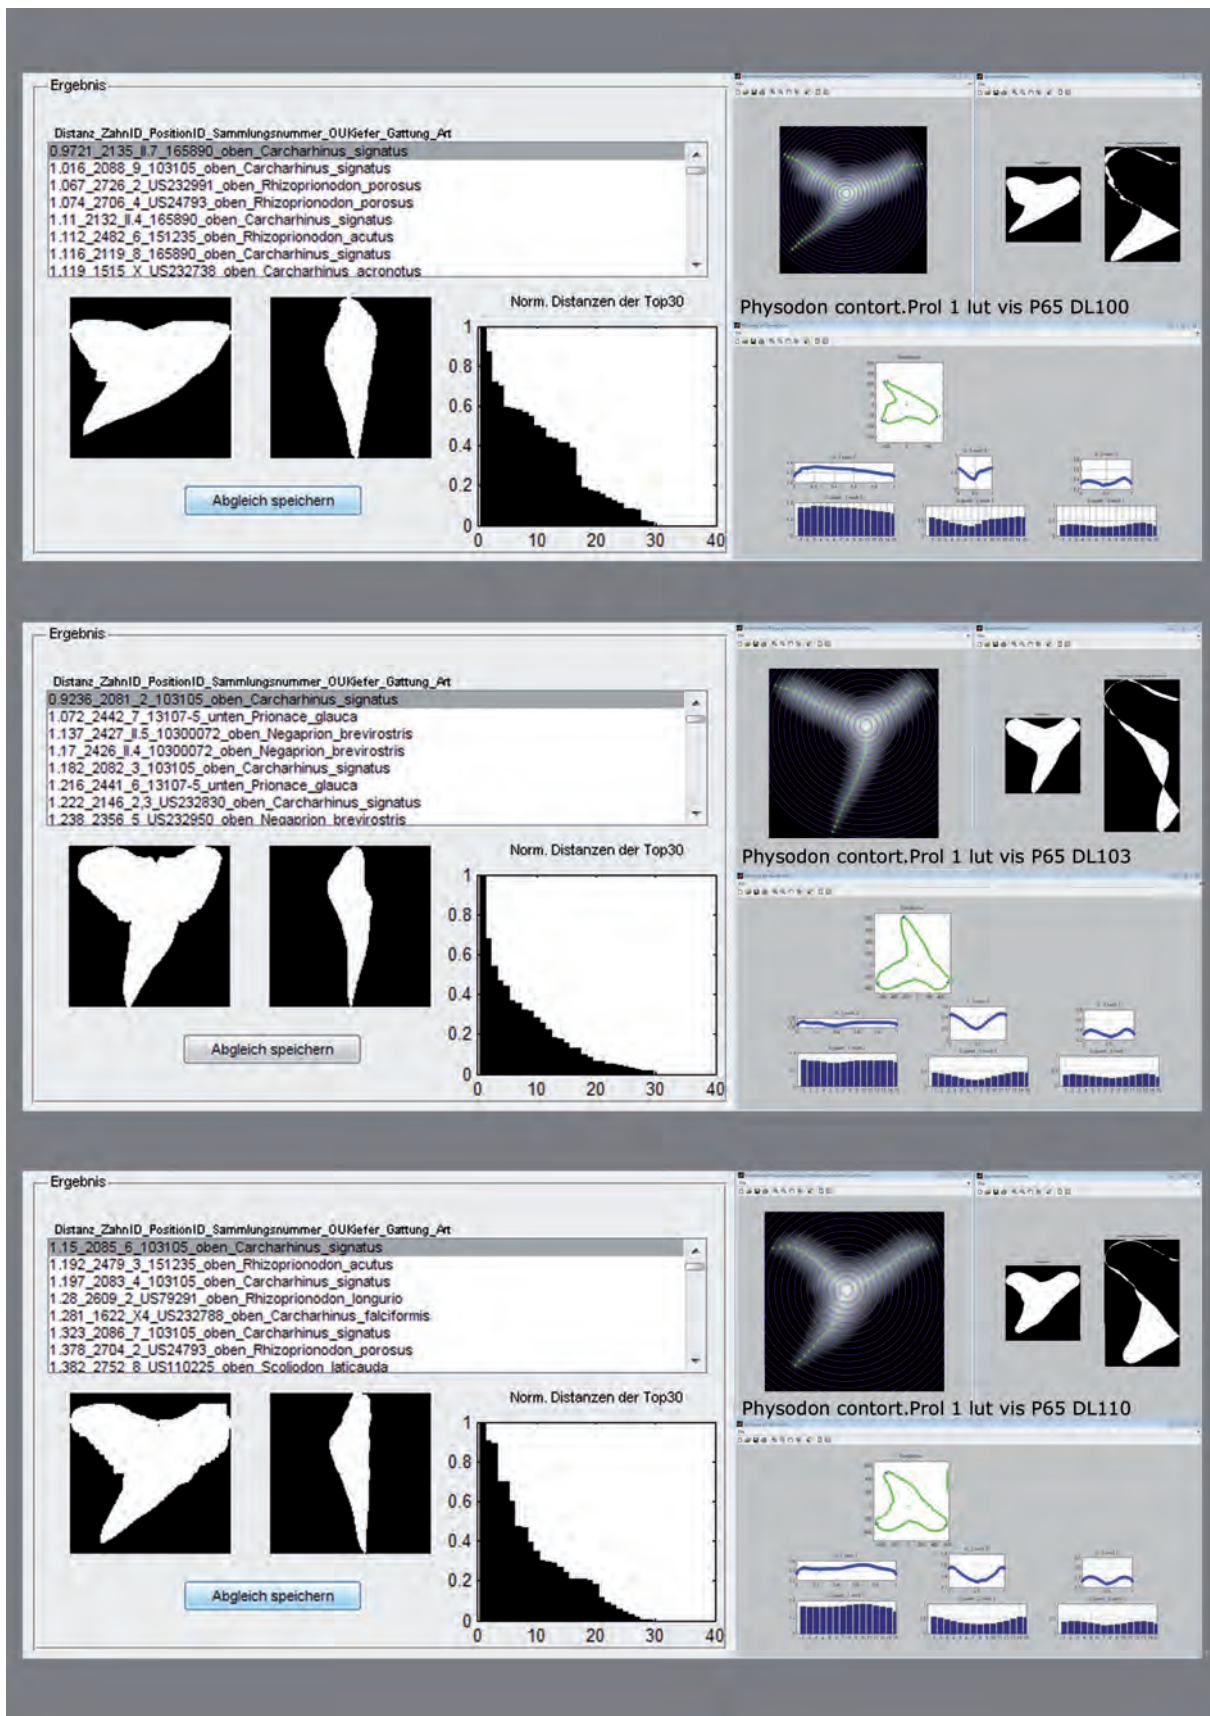 Ergebnis
Distanz_ZahnID_PositionID_Sammlungsnummer_OUKiefer_Gattung_Art
0.9721_2135_II.7_165890_oben_Carcharhinus_signatus
1.016_2088_9_103105_oben_Carcharhinus_signatus
1.067_2726_2_US232991_oben_Rhizoprionodon_porosus
1.074_2706_4_US24793_oben_Rhizoprionodon_porosus
1.11_2132_II.4_165890_oben_Carcharhinus_signatus
1.112_2482_6_151235_oben_Rhizoprionodon_acutus
1.116_2119_8_165890_oben_Carcharhinus_signatus
1.119_1515_X_US232738_oben_Carcharhinus_acronotus
Norm. Distanzen der Top30
1
0.8
0.6
0.4
0.2
0
0 10 20 30 40
Abgleich speichern
Physodon contort.Prol 1 lut vis P65 DL100
Ergebnis
Distanz_ZahnID_PositionID_Sammlungsnummer_OUKiefer_Gattung_Art
0.9236_2081_2_103105_oben_Carcharhinus_signatus
1.072_2442_7_13107-5_unten_Prionace_glauca
1.137_2427_II.5_10300072_oben_Negaprion_brevirostris
1.17_2426_II.4_10300072_oben_Negaprion_brevirostris
1.182_2082_3_103105_oben_Carcharhinus_signatus
1.216_2441_6_13107-5_unten_Prionace_glauca
1.222_2146_2,3_US232830_oben_Carcharhinus_signatus
1.238_2356_5_US232950_oben_Negaprion_brevirostris
Norm. Distanzen der Top30
1
0.8
0.6
0.4
0.2
0
0 10 20 30 40
Abgleich speichern
Physodon contort.Prol 1 lut vis P65 DL103
Ergebnis
Distanz_ZahnID_PositionID_Sammlungsnummer_OUKiefer_Gattung_Art
1.15_2085_6_103105_oben_Carcharhinus_signatus
1.192_2479_3_151235_oben_Rhizoprionodon_acutus
1.197_2083_4_103105_oben_Carcharhinus_signatus
1.28_2609_2_US79291_oben_Rhizoprionodon_longurio
1.281_1622_X4_US232788_oben_Carcharhinus_falciformis
1.323_2086_7_103105_oben_Carcharhinus_signatus
1.378_2704_2_US24793_oben_Rhizoprionodon_porosus
1.382_2752_8_US110225_oben_Scoliodon_laticauda
Norm. Distanzen der Top30
1
0.8
0.6
0.4
0.2
0
0 10 20 30 40
Abgleich speichern
Physodon contort.Prol 1 lut vis P65 DL110